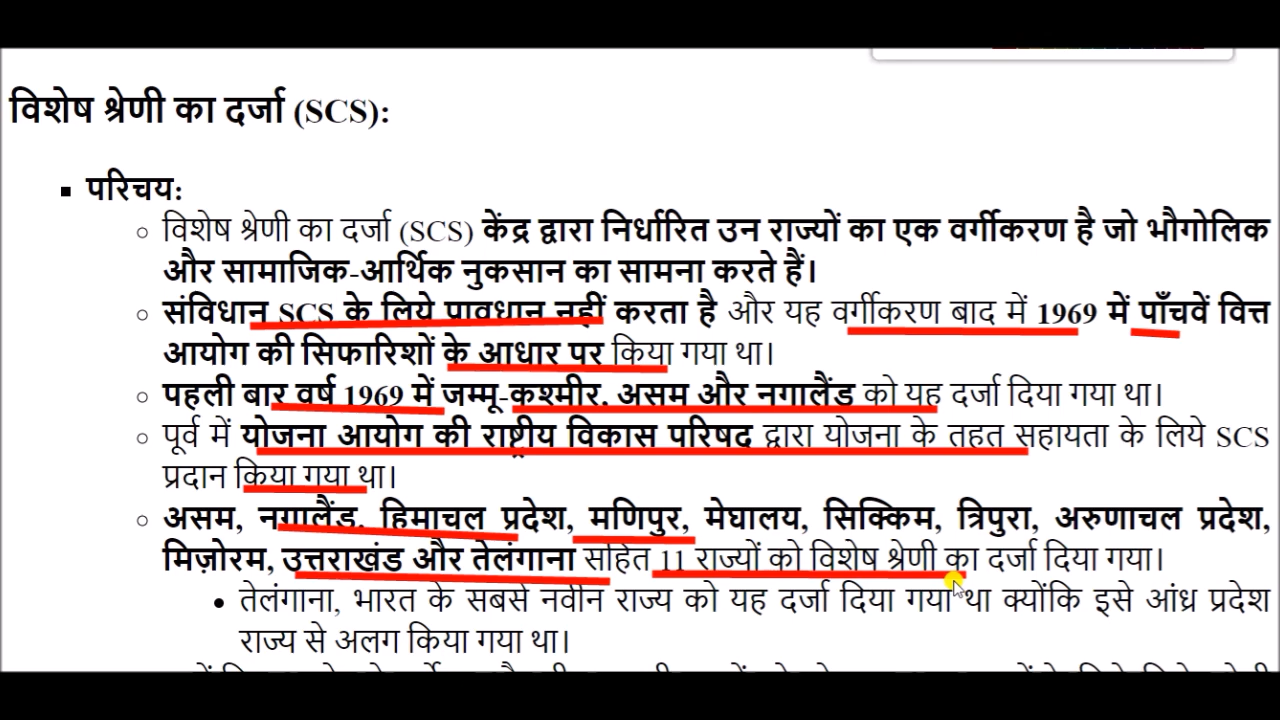 विशेष श्रेणी का दर्जा (SCS):
▪ परिचय:
○ विशेष श्रेणी का दर्जा (SCS) केंद्र द्वारा निर्धारित उन राज्यों का एक वर्गीकरण है जो भौगोलिक
और सामाजिक-आर्थिक नुकसान का सामना करते हैं।
○ संविधान SCS के लिये प्रावधान नहीं करता है और यह वर्गीकरण बाद में 1969 में पाँचवें वित्त
आयोग की सिफारिशों के आधार पर किया गया था।
○ पहली बार वर्ष 1969 में जम्मू-कश्मीर, असम और नगालैंड को यह दर्जा दिया गया था।
○ पूर्व में योजना आयोग की राष्ट्रीय विकास परिषद द्वारा योजना के तहत सहायता के लिये SCS
प्रदान किया गया था।
○ असम, नगालैंड, हिमाचल प्रदेश, मणिपुर, मेघालय, सिक्किम, त्रिपुरा, अरुणाचल प्रदेश,
मिज़ोरम, उत्तराखंड और तेलंगाना सहित 11 राज्यों को विशेष श्रेणी का दर्जा दिया गया।
• तेलंगाना, भारत के सबसे नवीन राज्य को यह दर्जा दिया गया था क्योंकि इसे आंध्र प्रदेश
राज्य से अलग किया गया था।